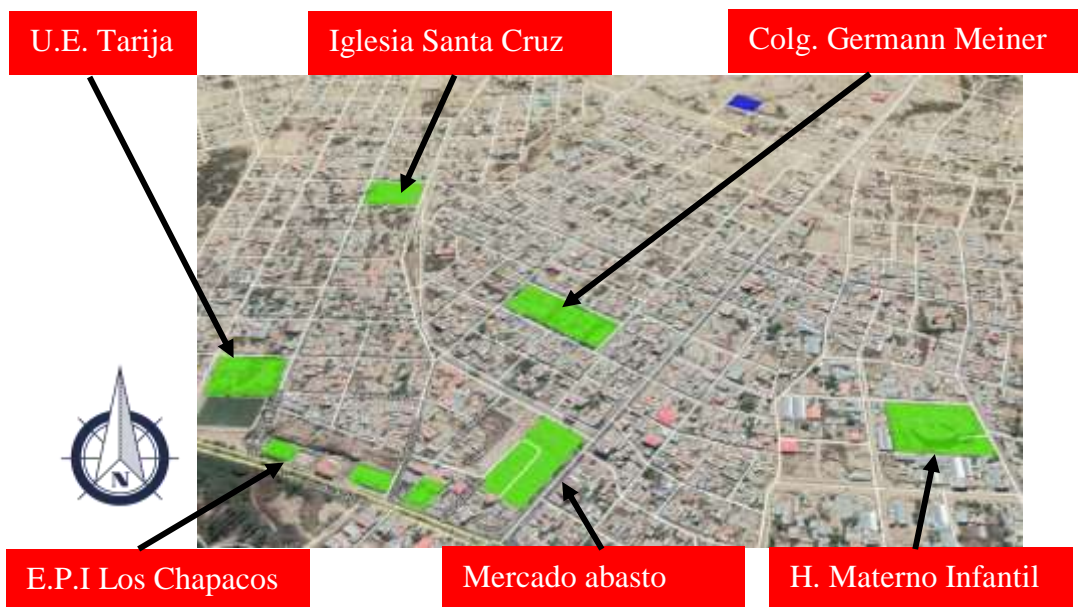 U.E. Tarija
Iglesia Santa Cruz
Colg. Germann Meiner
N
E.P.I Los Chapacos
Mercado abasto
H. Materno Infantil